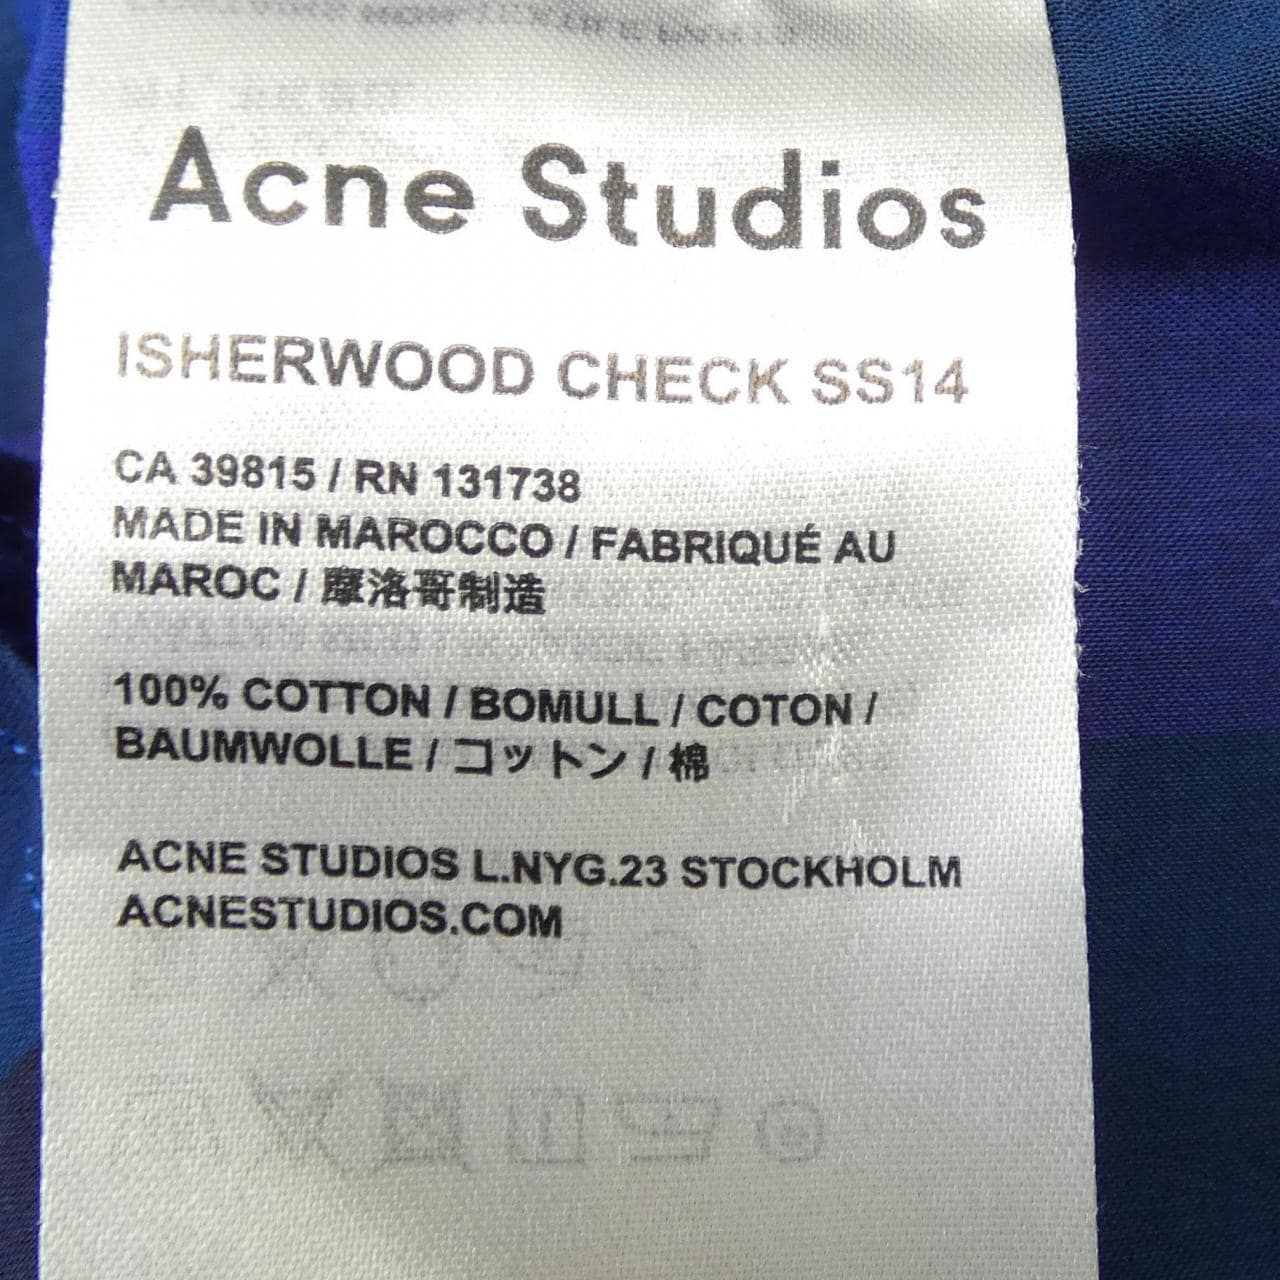 Acne Studios
ISHERWOOD CHECK SS14
CA 39815 / RN 131738
MADE IN MAROCCO / FABRIQUÉ AU
MAROC / 摩洛哥制造
100% COTTON / BOMULL / COTON /
BAUMWOLLE / コットン / 棉
ACNE STUDIOS L.NYG.23 STOCKHOLM
ACNESTUDIOS.COM